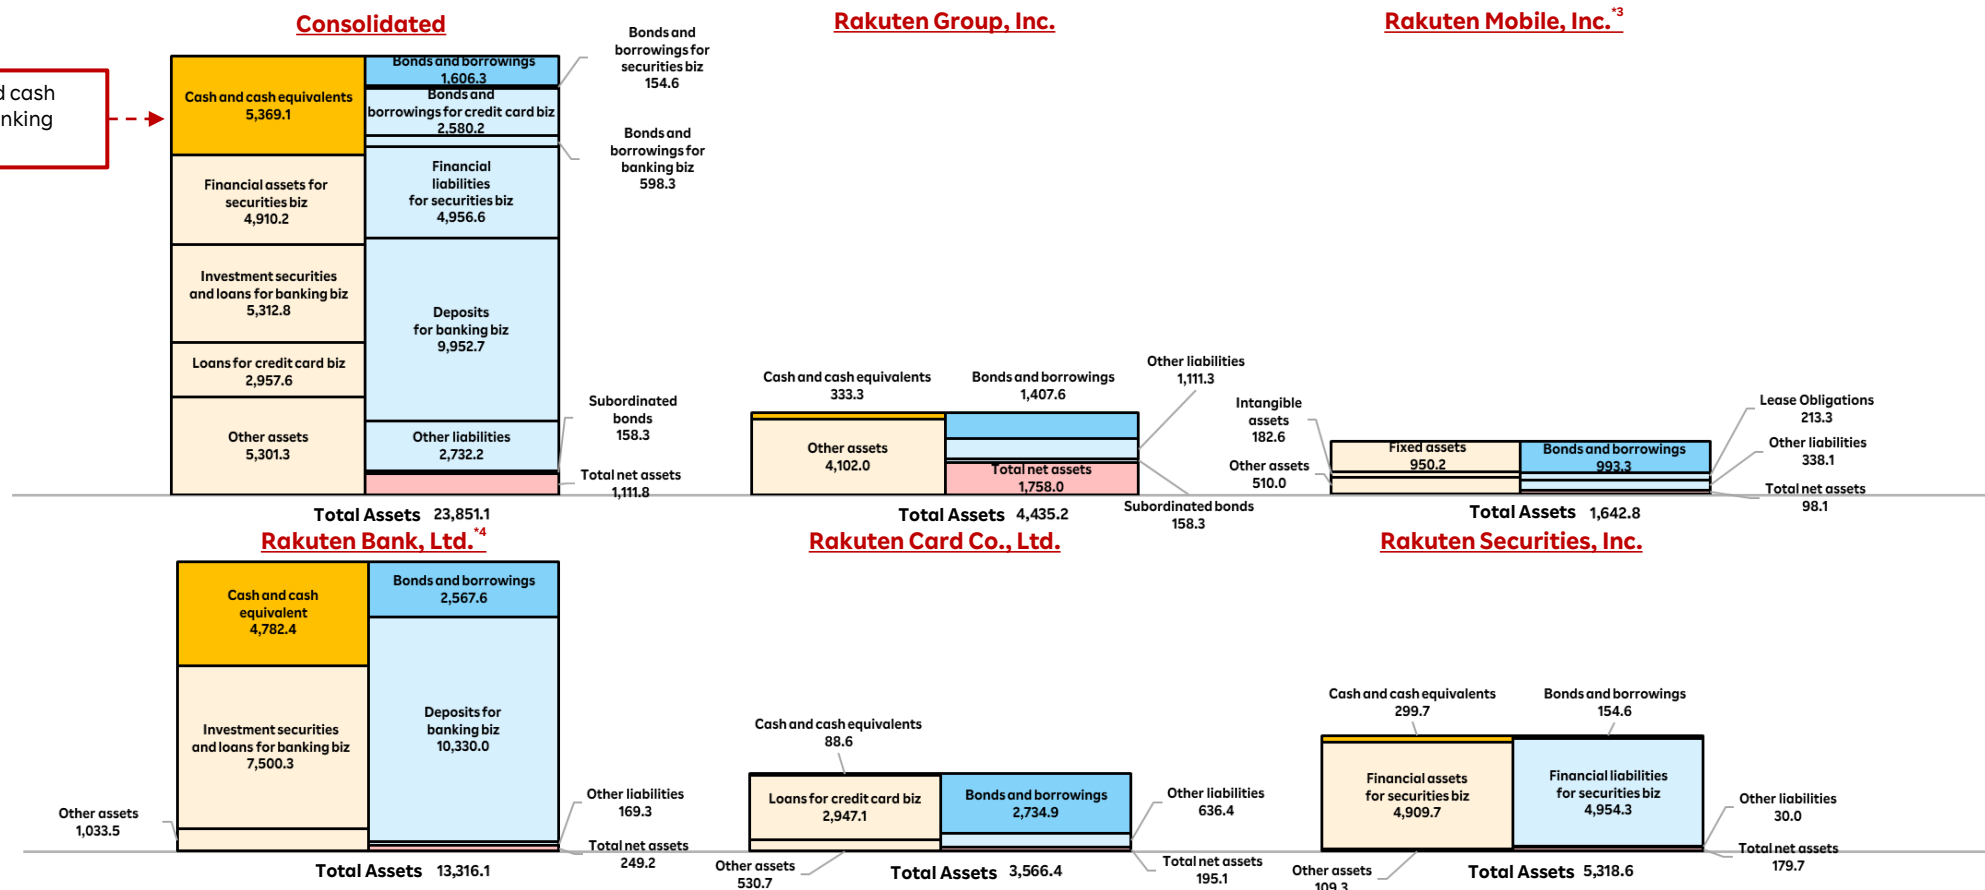 Consolidated
d cash
nking
Cash and cash equivalents
5,369.1
Financial assets for
securities biz
4,910.2
Investment securities
and loans for banking biz
5,312.8
Loans for credit card biz
2,957.6
Other assets
5,301.3
Bonds and borrowings
1,606.3
Bonds and
borrowings for credit card biz
2,580.2
Financial
liabilities
for securities biz
4,956.6
Deposits
for banking biz
9,952.7
Other liabilities
2,732.2
Bonds and
borrowings for
securities biz
154.6
Bonds and
borrowings for
banking biz
598.3
Subordinated
bonds
158.3
Total net assets
1,111.8
Total Assets 23,851.1
Rakuten Group, Inc.
Cash and cash equivalents
333.3
Other assets
4,102.0
Bonds and borrowings
1,407.6
Other liabilities
1,111.3
Total net assets
1,758.0
Subordinated bonds
158.3
Total Assets 4,435.2
Rakuten Mobile, Inc.*3
Intangible
assets
182.6
Other assets
510.0
Fixed assets
950.2
Bonds and borrowings
993.3
Lease Obligations
213.3
Other liabilities
338.1
Total net assets
98.1
Total Assets 1,642.8
Rakuten Bank, Ltd.*4
Cash and cash
equivalent
4,782.4
Investment securities
and loans for banking biz
7,500.3
Other assets
1,033.5
Bonds and borrowings
2,567.6
Deposits for
banking biz
10,330.0
Other liabilities
169.3
Total net assets
249.2
Total Assets 13,316.1
Rakuten Card Co., Ltd.
Cash and cash equivalents
88.6
Loans for credit card biz
2,947.1
Other assets
530.7
Bonds and borrowings
2,734.9
Other liabilities
636.4
Total net assets
195.1
Total Assets 3,566.4
Rakuten Securities, Inc.
Cash and cash equivalents
299.7
Financial assets
for securities biz
4,909.7
Other assets
109.3
Bonds and borrowings
154.6
Financial liabilities
for securities biz
4,954.3
Other liabilities
30.0
Total net assets
179.7
Total Assets 5,318.6